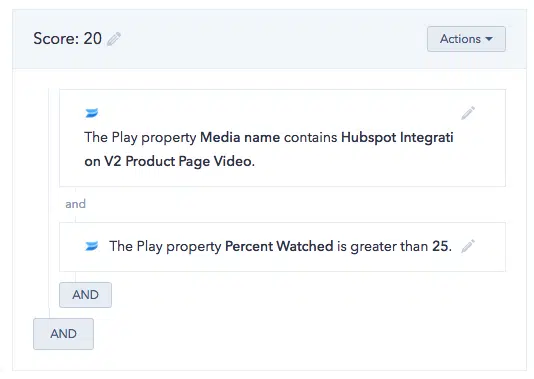 Score: 20
Actions
The Play property Media name contains Hubspot Integrati
on V2 Product Page Video.
and
The Play property Percent Watched is greater than 25.
AND
AND